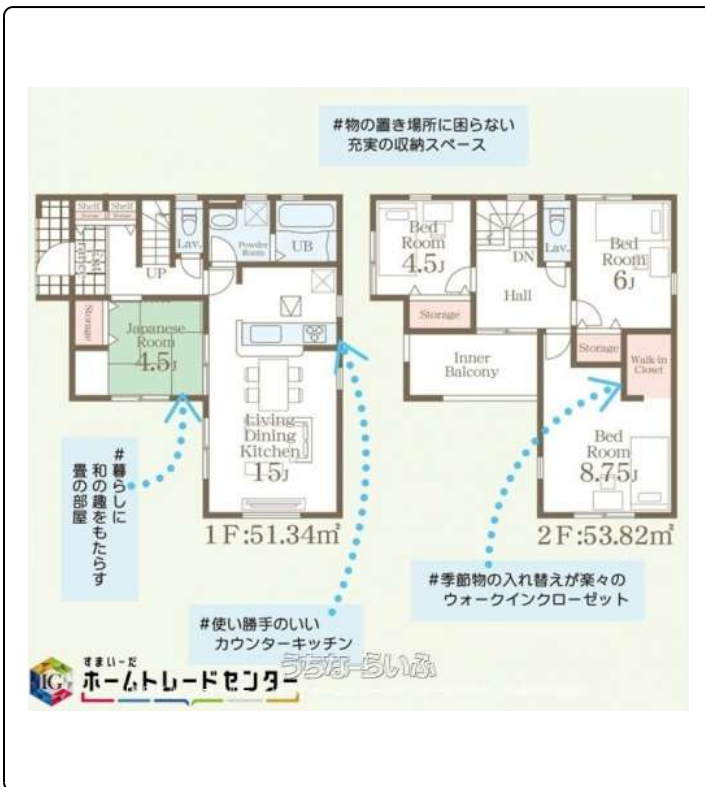 #物の置き場所に困らない
充実の収納スペース
Shelf
Storage
Shelf
Storage
UP
Lav.
Powder
Room
UB
Storage
Japanese
Room
4.5J
Living
Dining
Kitchen
15J
1F:51.34㎡
Bed
Room
4.5J
DN
Lav.
Bed
Room
6J
Hall
Storage
Inner
Balcony
Storage
Walk-in
Closet
Bed
Room
8.75J
2F:53.82㎡
#暮らしに
和の趣をもたらす
畳の部屋
#使い勝手のいい
カウンターキッチン
#季節物の入れ替えが楽々の
ウォークインクローゼット
すまいーだ
IG
ホームトレードセンター
うちなーらいふ